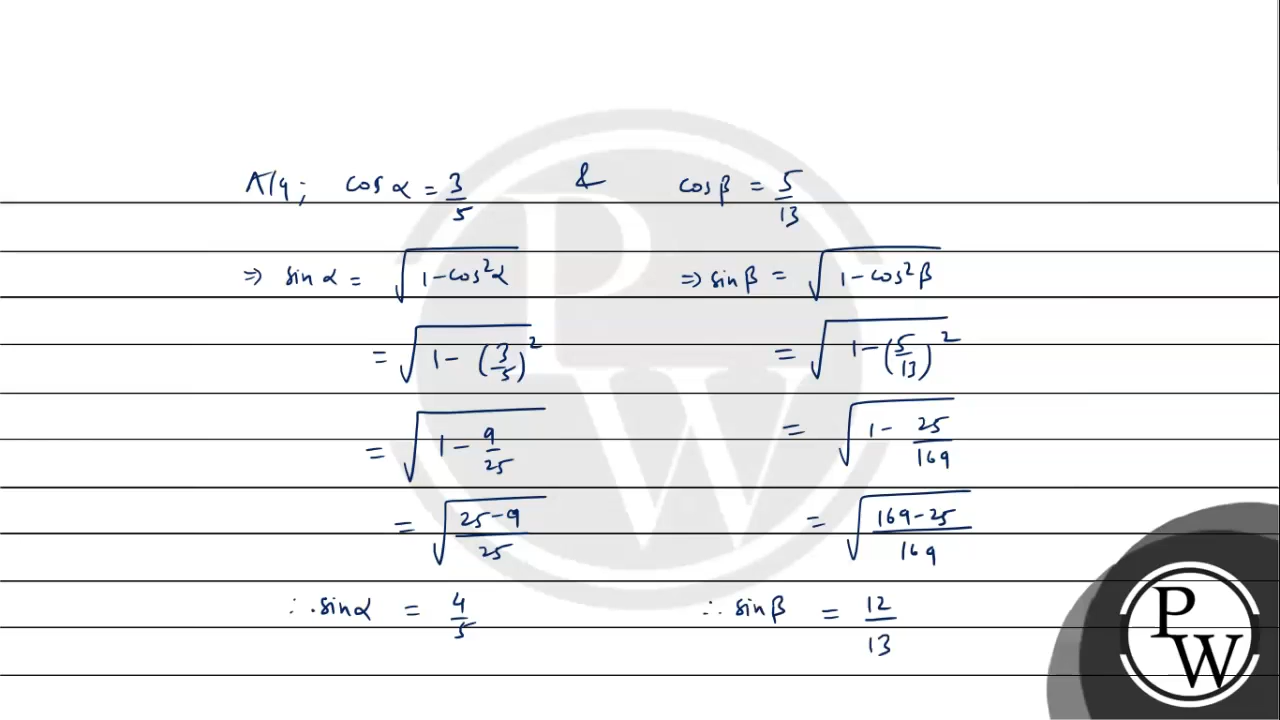 A/q; cos α = 3/5 & cos β = 5/13
⇒ sin α = √(1 - cos²α) ⇒ sin β = √(1 - cos²β)
= √(1 - (3/5)²) = √(1 - (5/13)²)
= √(1 - 9/25) = √(1 - 25/169)
= √((25-9)/25) = √((169-25)/169)
∴ sin α = 4/5 ∴ sin β = 12/13
PW
PW